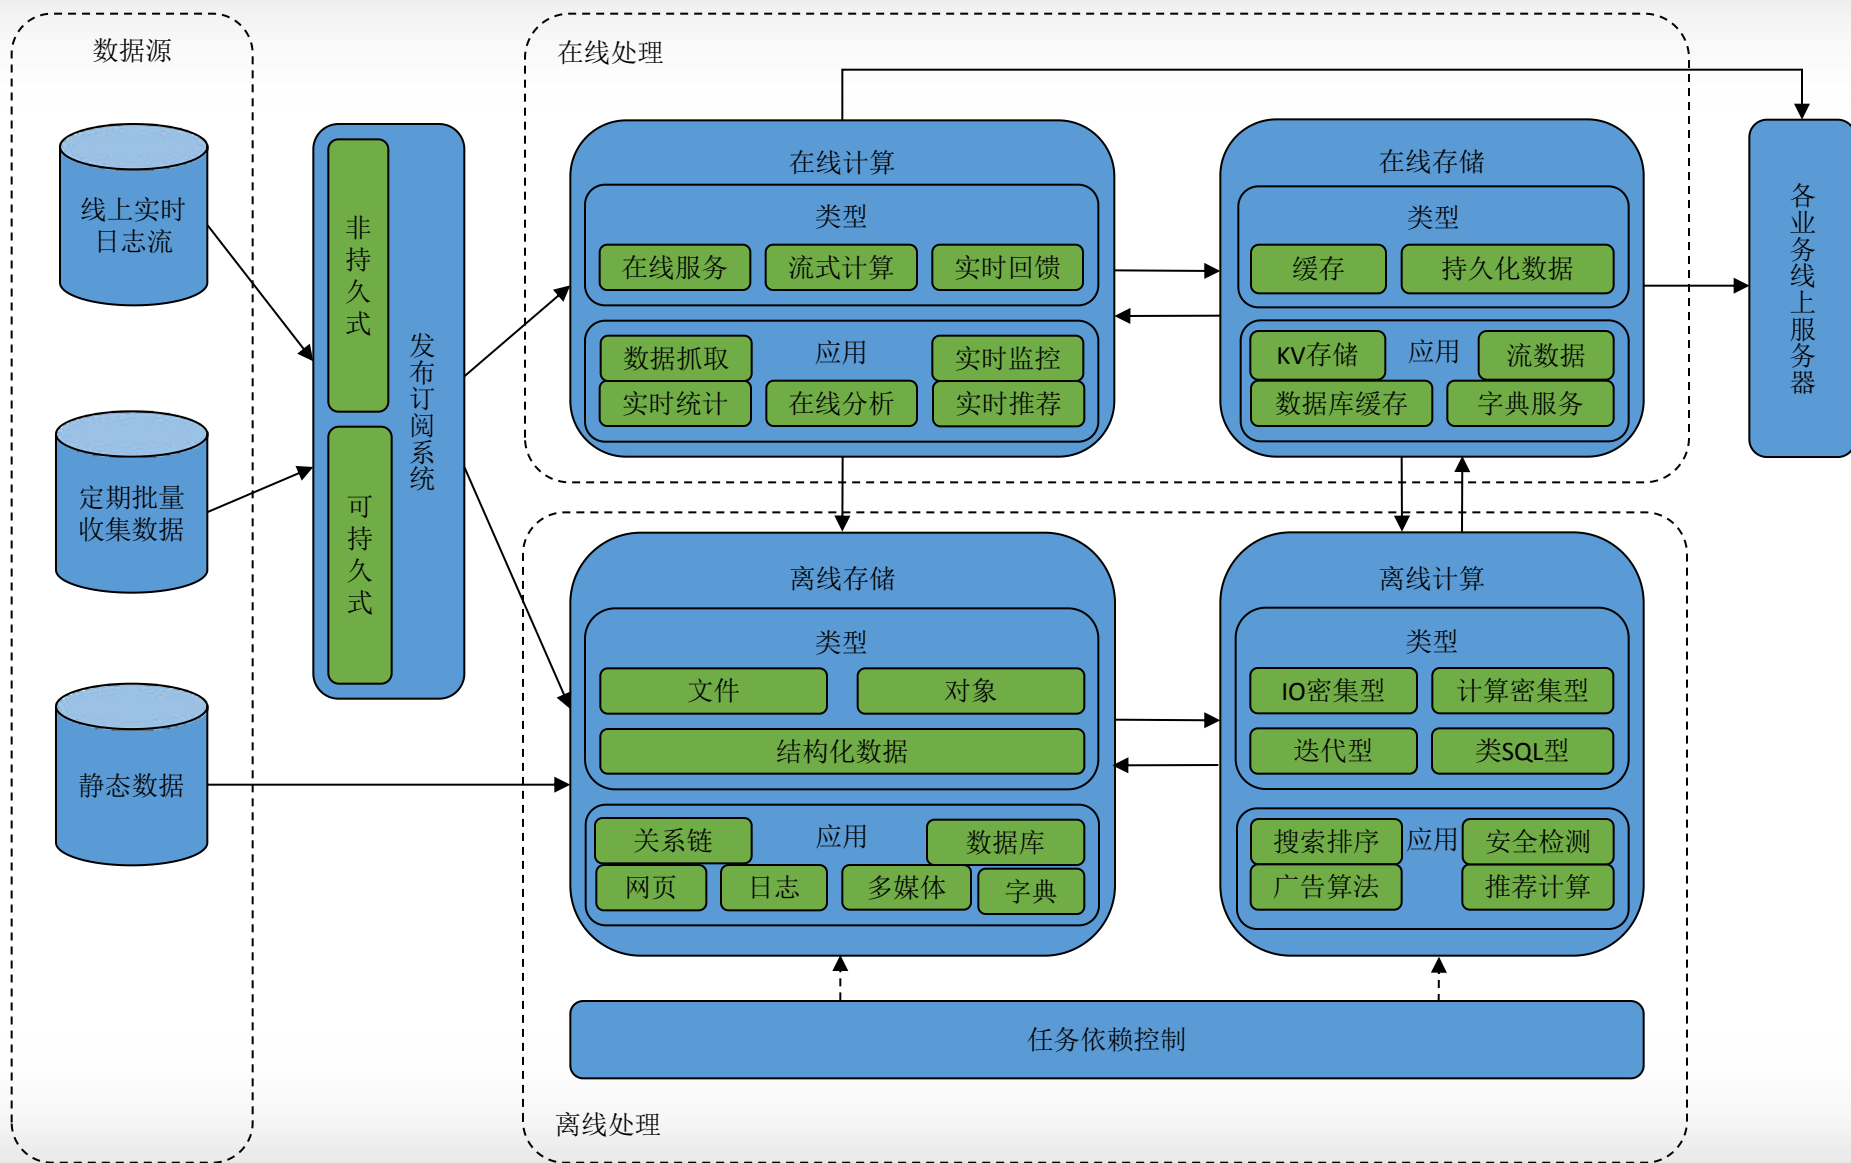 数据源
线上实时
日志流
定期批量
收集数据
静态数据
非持久式
可持久式
发布订阅系统
在线处理
在线计算
类型
在线服务
流式计算
实时回馈
应用
数据抓取
实时监控
实时统计
在线分析
实时推荐
在线存储
类型
缓存
持久化数据
应用
KV存储
流数据
数据库缓存
字典服务
各业务线上服务器
离线存储
类型
文件
对象
结构化数据
应用
关系链
数据库
网页
日志
多媒体
字典
离线计算
类型
IO密集型
计算密集型
迭代型
类SQL型
应用
搜索排序
安全检测
广告算法
推荐计算
任务依赖控制
离线处理